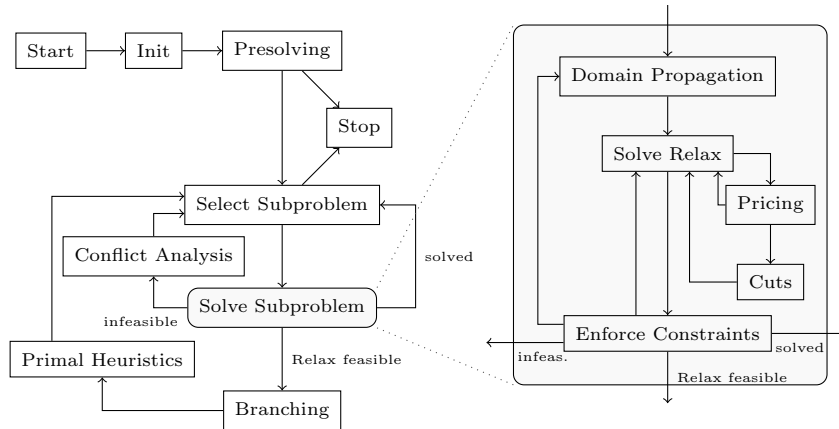 Start
Init
Presolving
Stop
Select Subproblem
Conflict Analysis
solved
Solve Subproblem
infeasible
Primal Heuristics
Relax feasible
Branching
Domain Propagation
Solve Relax
Pricing
Cuts
Enforce Constraints
infeas.
solved
Relax feasible